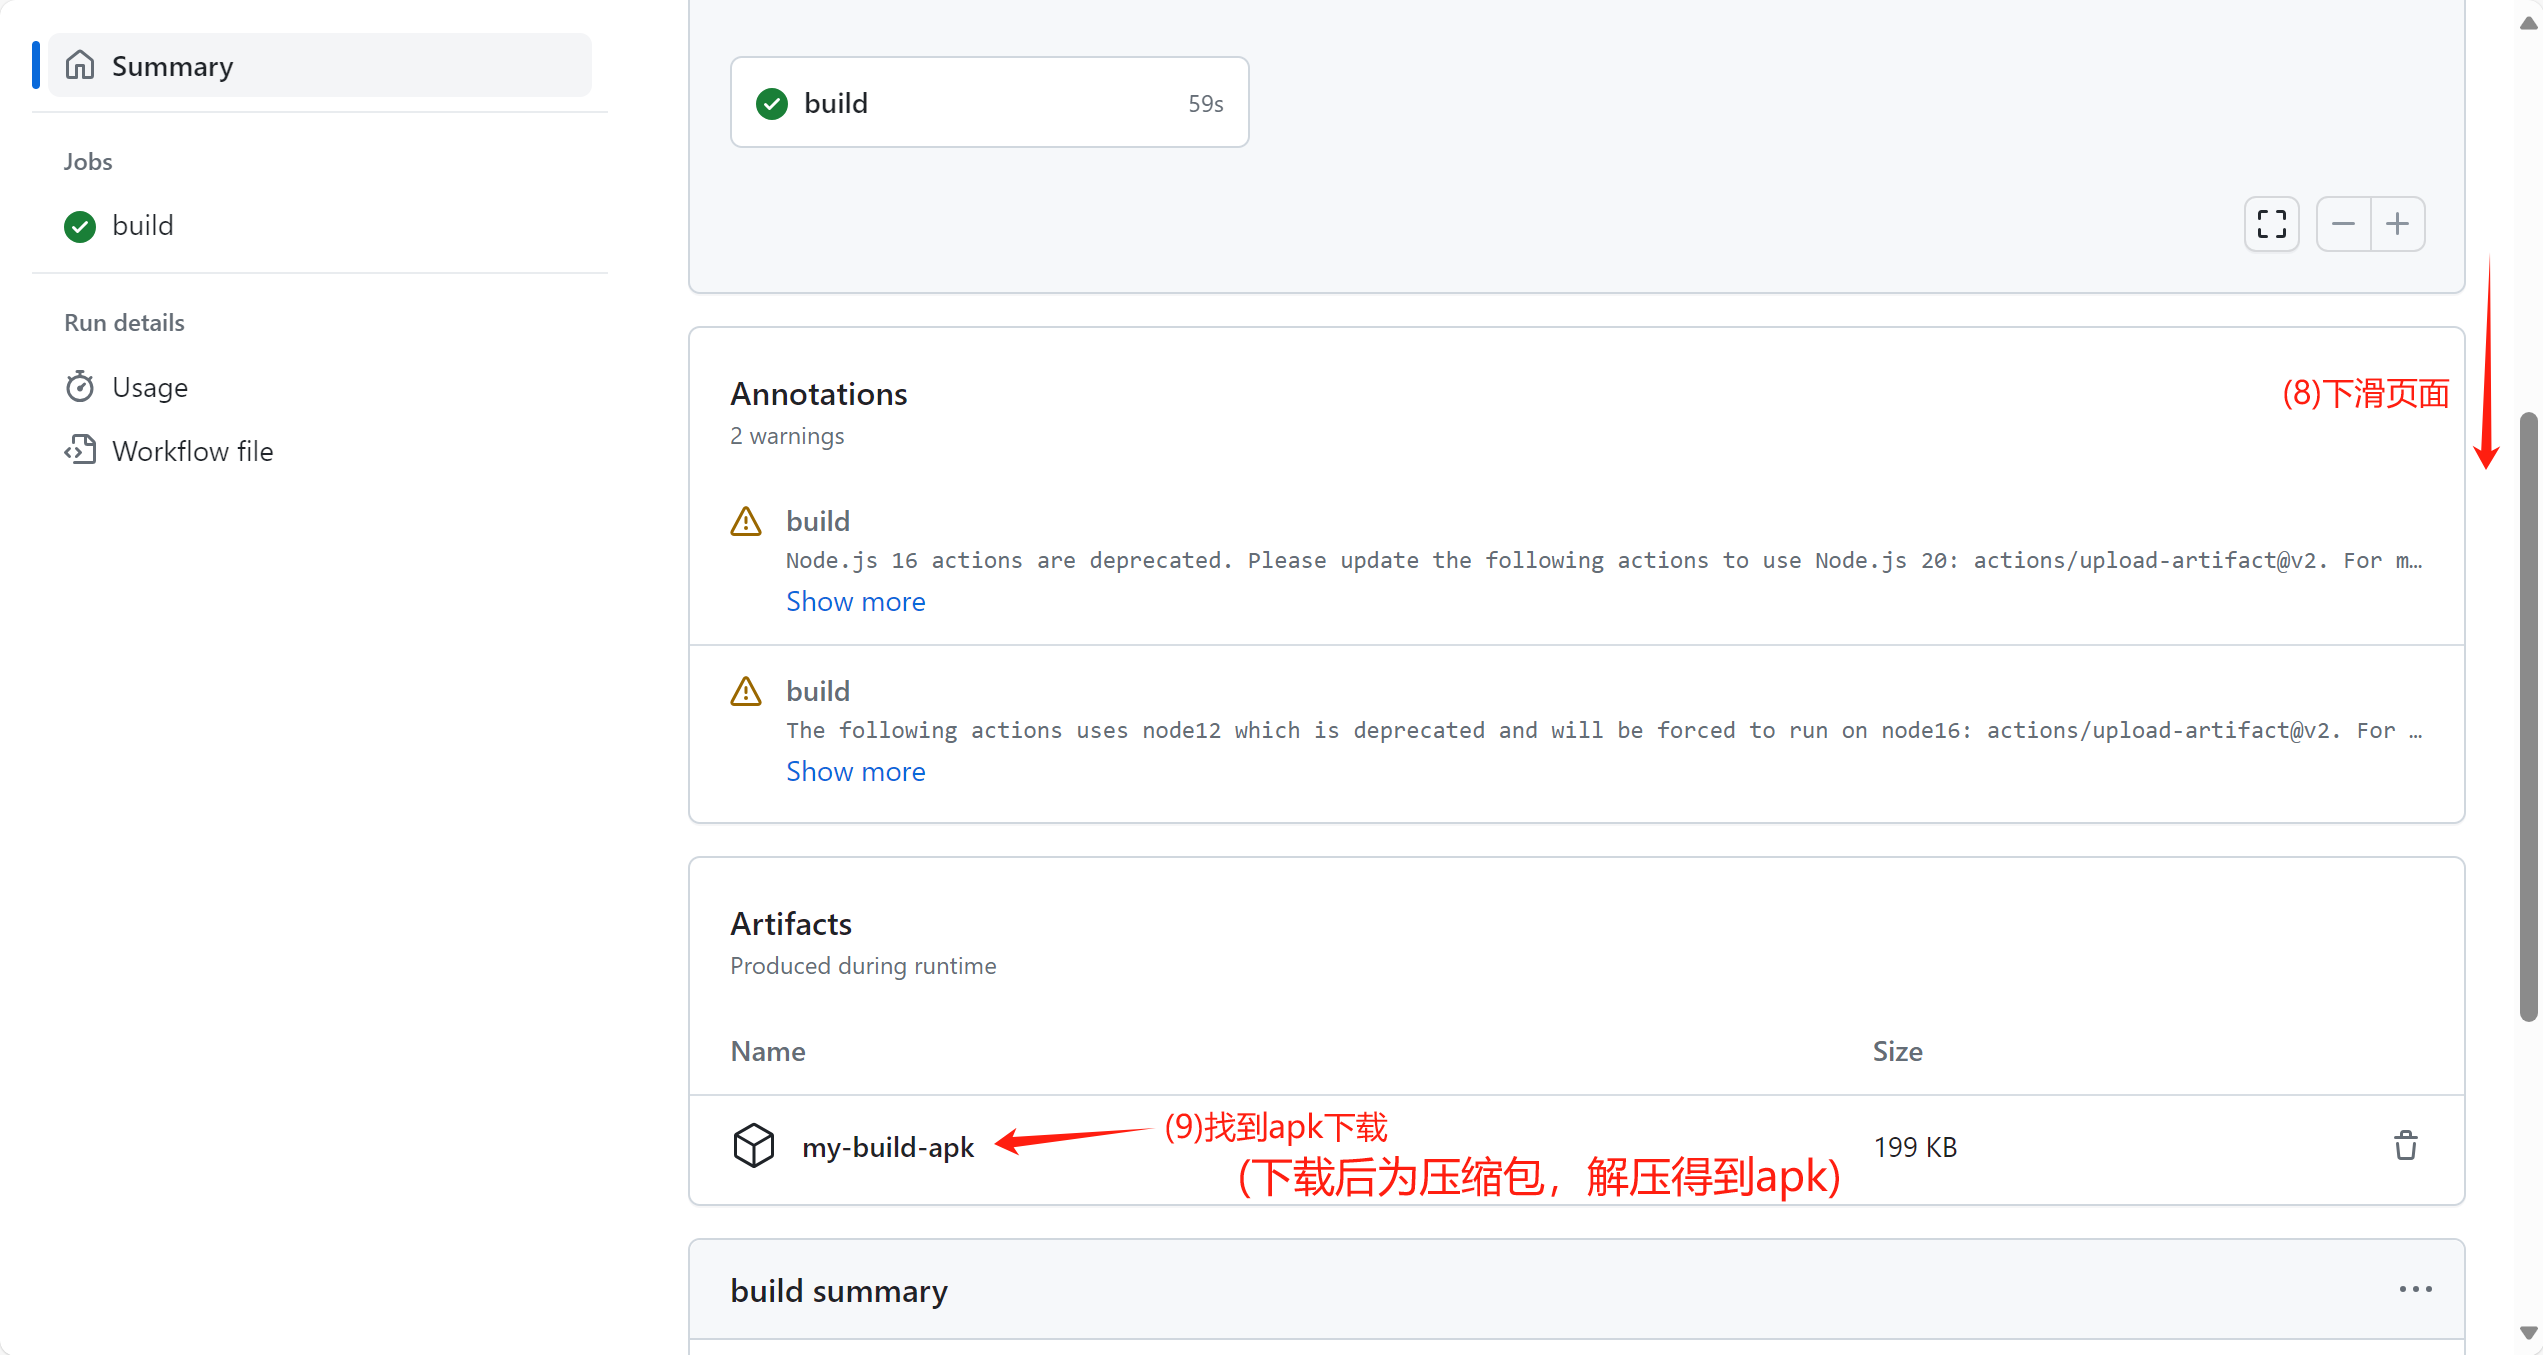 Summary
Jobs
build
Run details
Usage
Workflow file
build 59s
Annotations
2 warnings
(8)下滑页面
build
Node.js 16 actions are deprecated. Please update the following actions to use Node.js 20: actions/upload-artifact@v2. For m…
Show more
build
The following actions uses node12 which is deprecated and will be forced to run on node16: actions/upload-artifact@v2. For …
Show more
Artifacts
Produced during runtime
Name Size
my-build-apk 199 KB
(9)找到apk下载
(下载后为压缩包，解压得到apk)
build summary